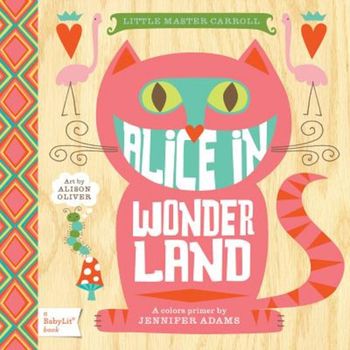 LITTLE MASTER CARROLL
ALICE IN
WONDER
LAND
Art by
ALISON
OLIVER
A colors primer by
JENNIFER ADAMS
a
BabyLit®
book